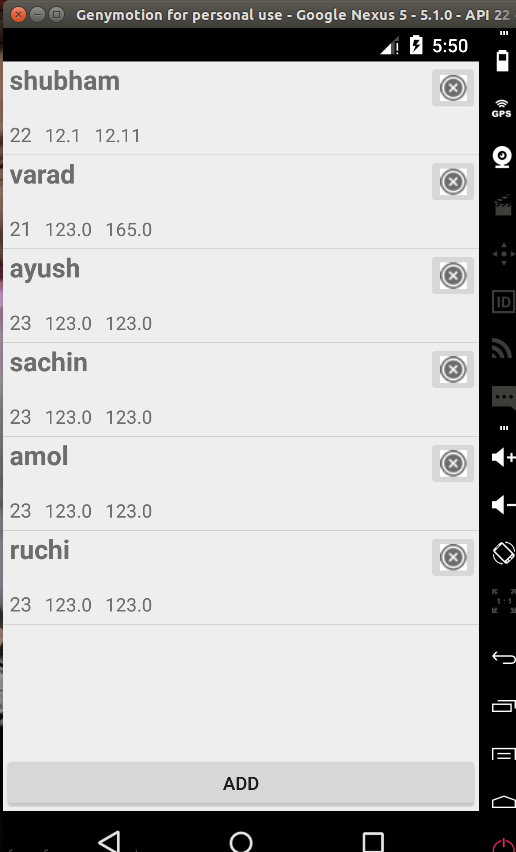 Genymotion for personal use - Google Nexus 5 - 5.1.0 - API 22 -
5:50
shubham
22 12.1 12.11
varad
21 123.0 165.0
ayush
23 123.0 123.0
sachin
23 123.0 123.0
amol
23 123.0 123.0
ruchi
23 123.0 123.0
ADD
GPS
ID
1:1